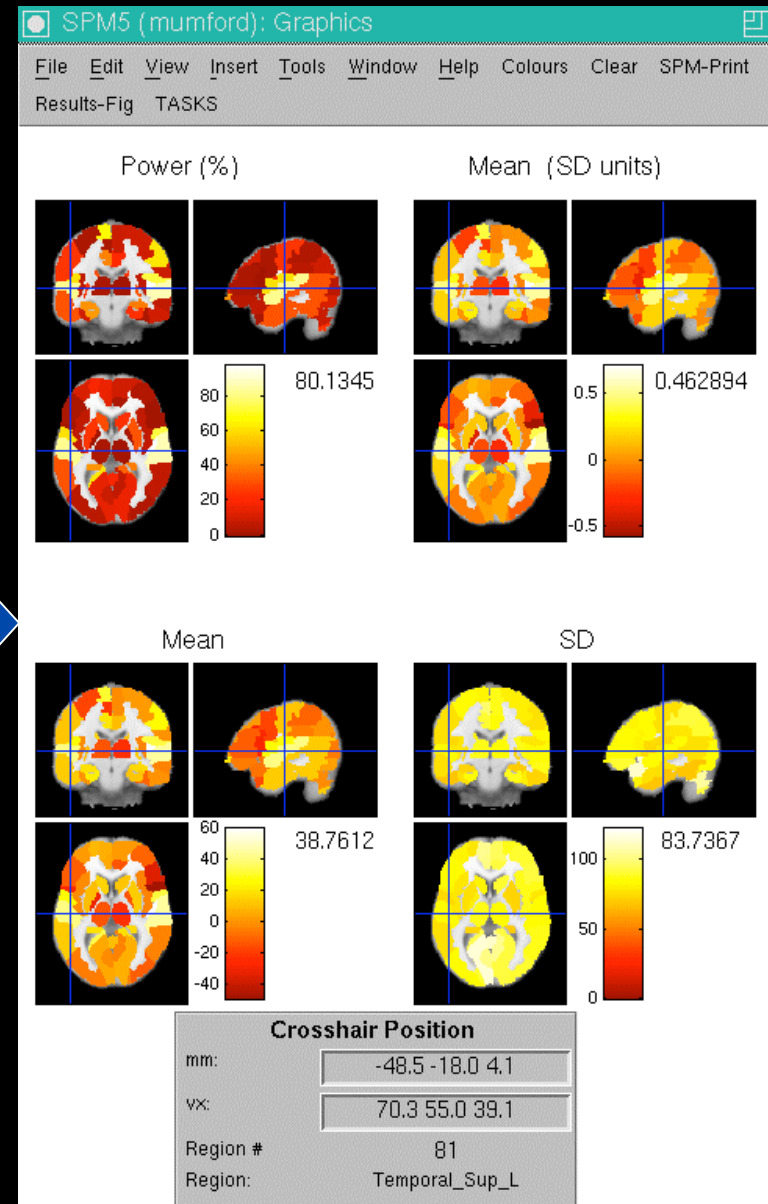 SPM5 (mumford): Graphics
File Edit View Insert Tools Window Help Colours Clear SPM-Print
Results-Fig TASKS
Power (%)
Mean (SD units)
80
60
40
20
0
80.1345
0.5
0
-0.5
0.462894
Mean
SD
60
40
20
0
-20
-40
38.7612
100
50
0
83.7367
Crosshair Position
mm: -48.5 -18.0 4.1
vx: 70.3 55.0 39.1
Region # 81
Region: Temporal_Sup_L